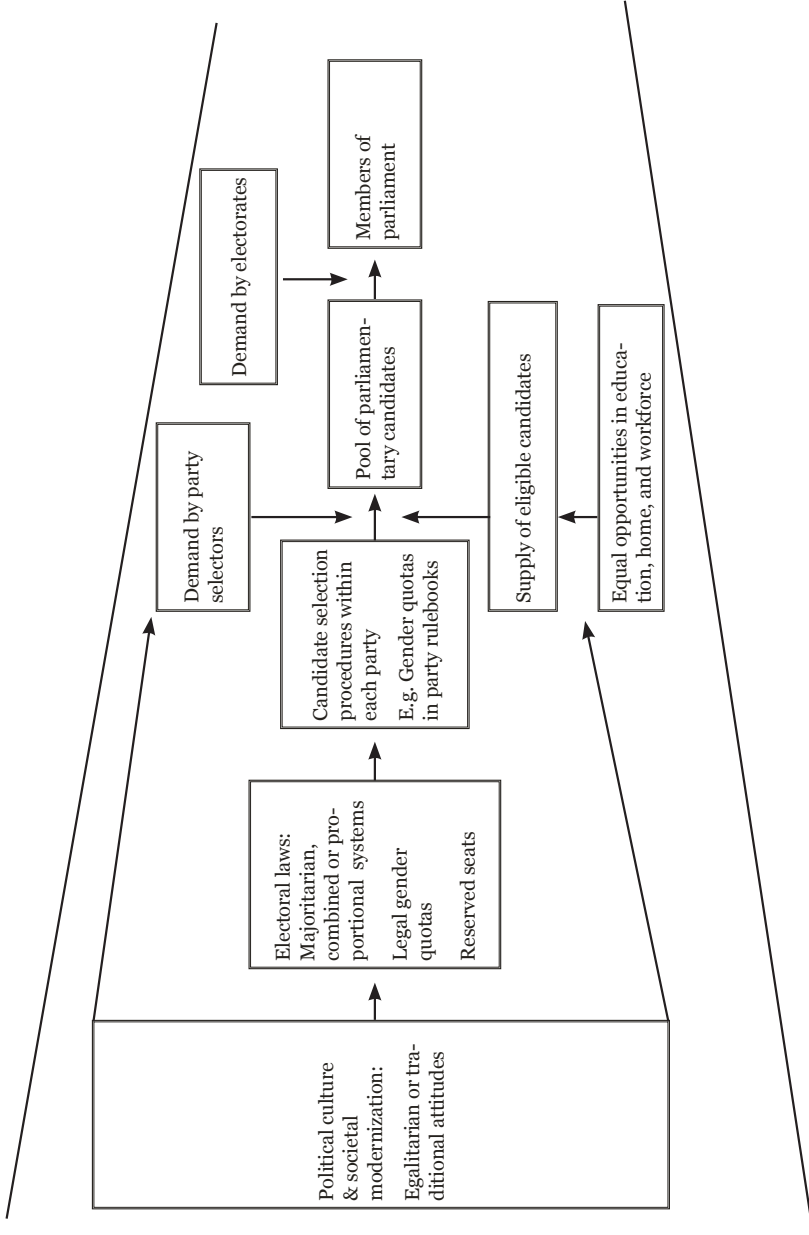 Political culture
& societal
modernization:
Egalitarian or tra-
ditional attitudes
Electoral laws:
Majoritarian,
combined or pro-
portional systems
Legal gender
quotas
Reserved seats
Candidate selection
procedures within
each party
E.g. Gender quotas
in party rulebooks
Demand by party
selectors
Supply of eligible candidates
Equal opportunities in educa-
tion, home, and workforce
Pool of parliamen-
tary candidates
Demand by electorates
Members of
parliament